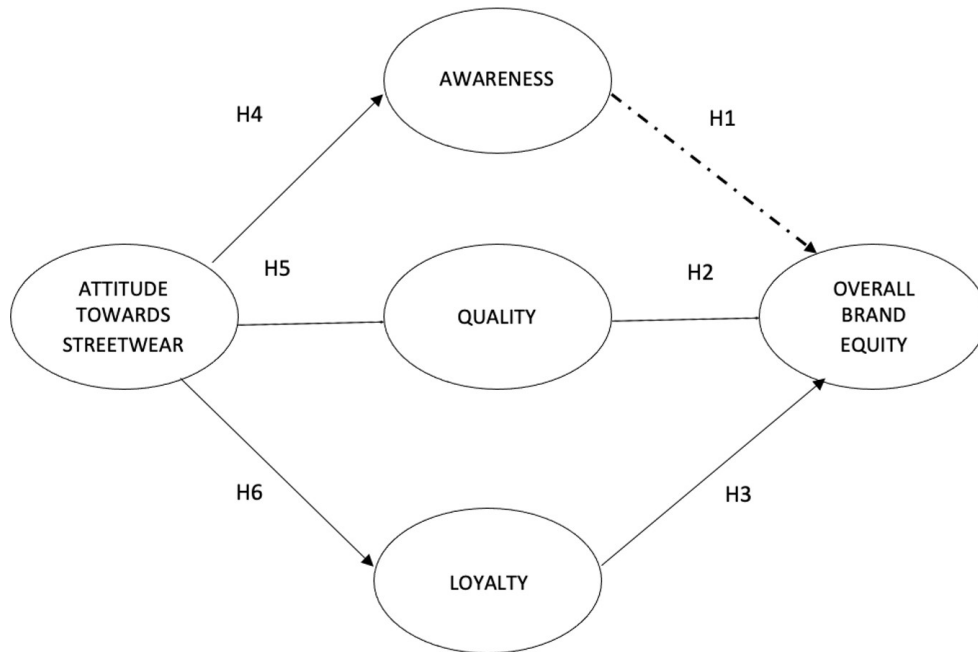 AWARENESS
H4
H1
ATTITUDE
TOWARDS
STREETWEAR
H5
QUALITY
H2
OVERALL
BRAND
EQUITY
H6
H3
LOYALTY